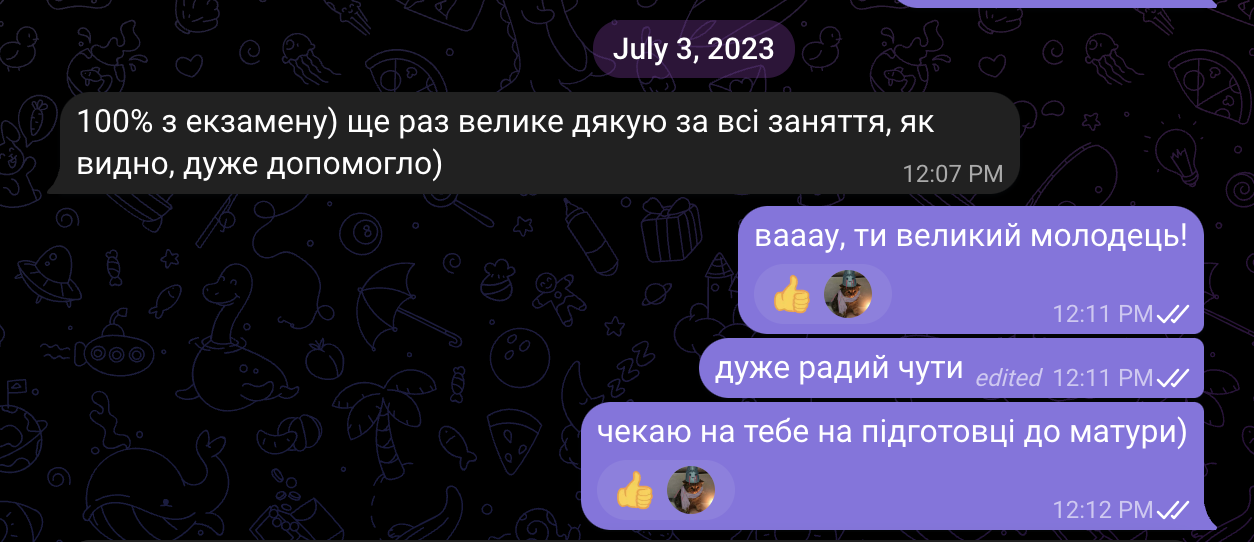 July 3, 2023
100% з екзамену) ще раз велике дякую за всі заняття, як
видно, дуже допомогло)
12:07 PM
вааау, ти великий молодець!
12:11 PM
дуже радий чути edited 12:11 PM
чекаю на тебе на підготовці до матури)
12:12 PM